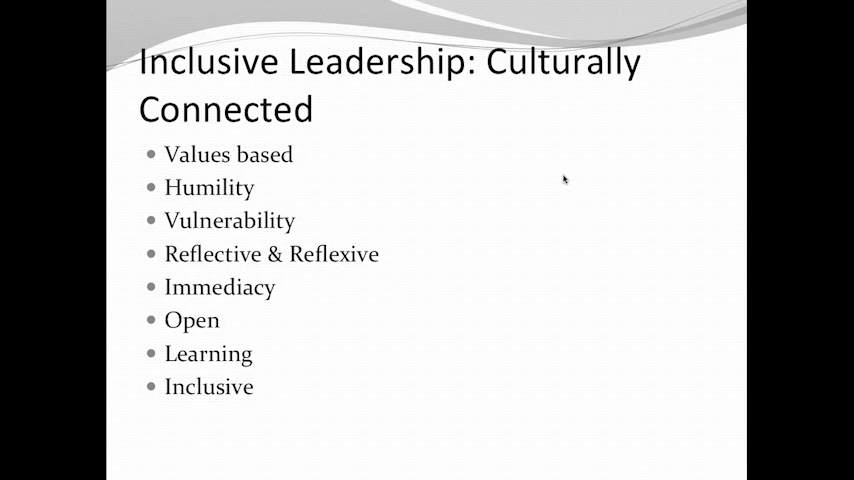 Inclusive Leadership: Culturally
Connected
• Values based
• Humility
• Vulnerability
• Reflective & Reflexive
• Immediacy
• Open
• Learning
• Inclusive